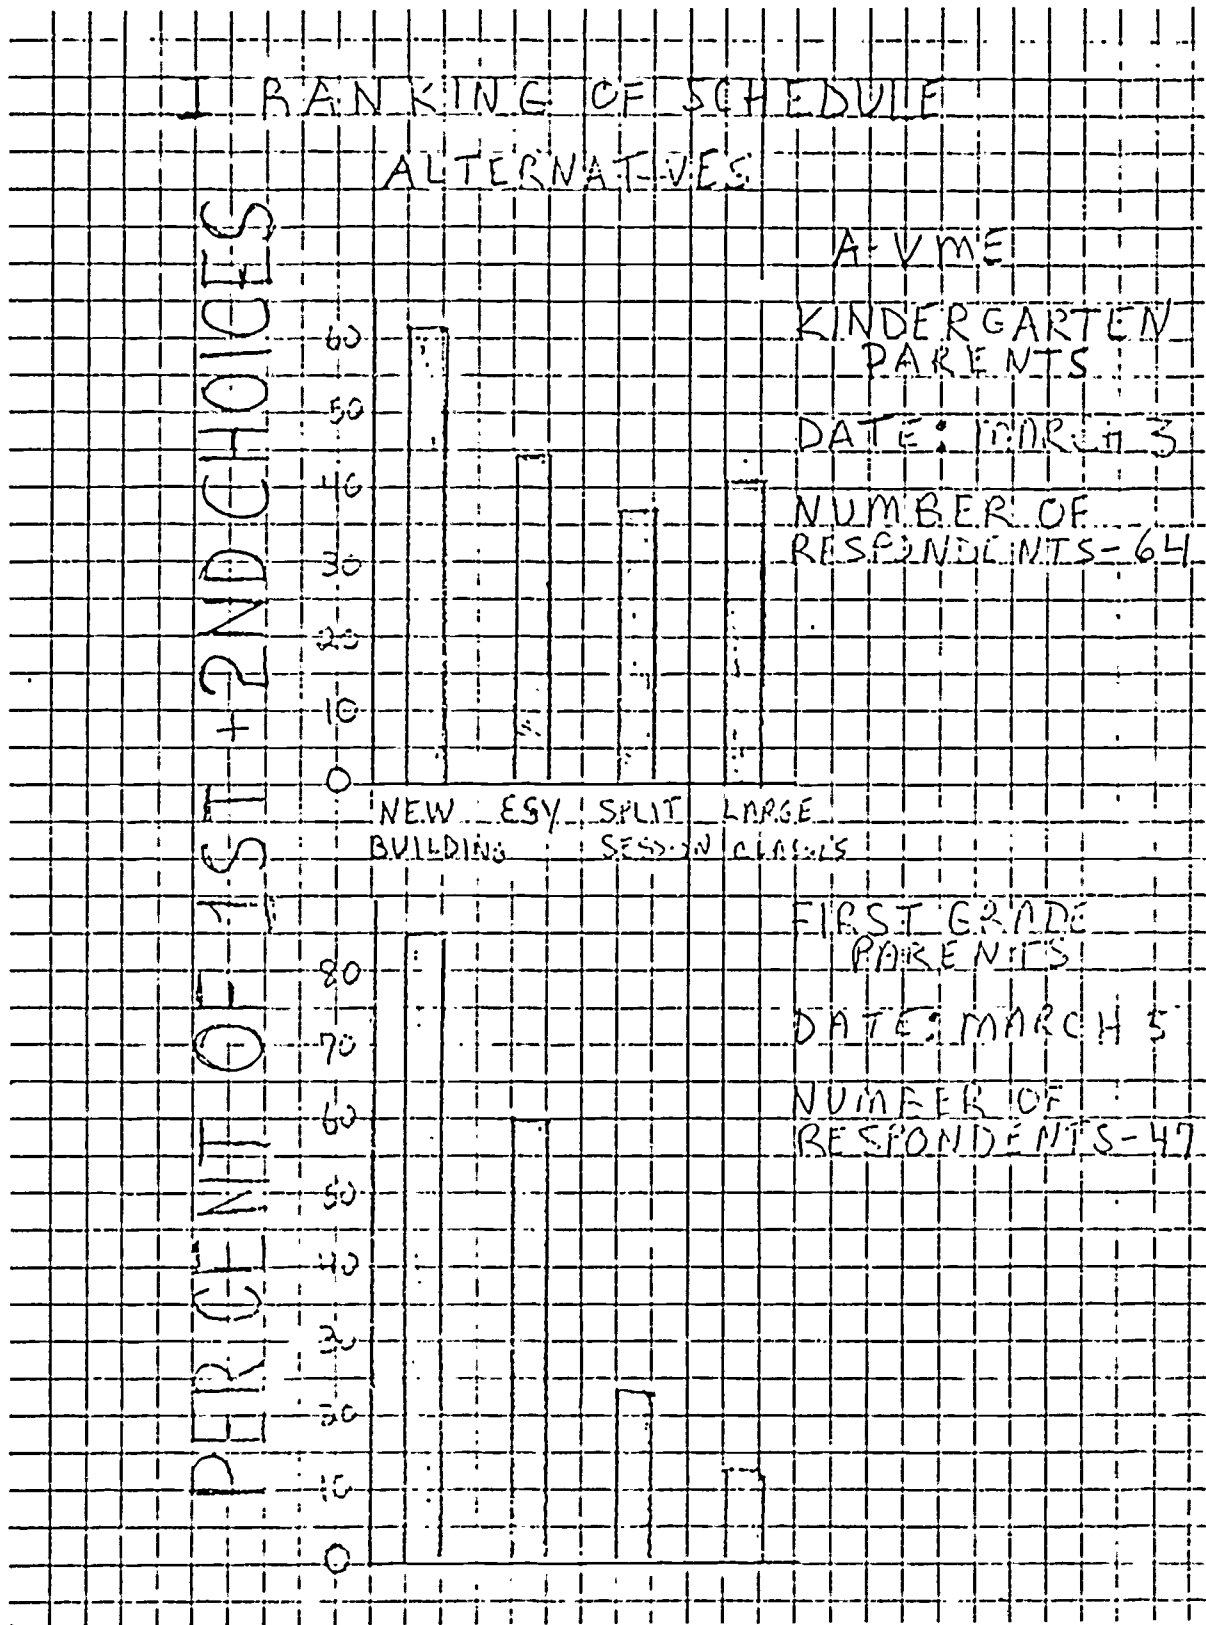 I RANKING OF SCHEDULE
ALTERNATIVES
PERCENT OF 1ST + 2ND CHOICES
A-VME
KINDERGARTEN
PARENTS
DATE: MARCH 3
NUMBER OF
RESPONDENTS-64
60
50
40
30
20
10
0
NEW ESY SPLIT LARGE
BUILDING SESSION CLASSES
FIRST GRADE
PARENTS
DATE: MARCH 5
NUMBER OF
RESPONDENTS-47
80
70
60
50
40
30
20
10
0